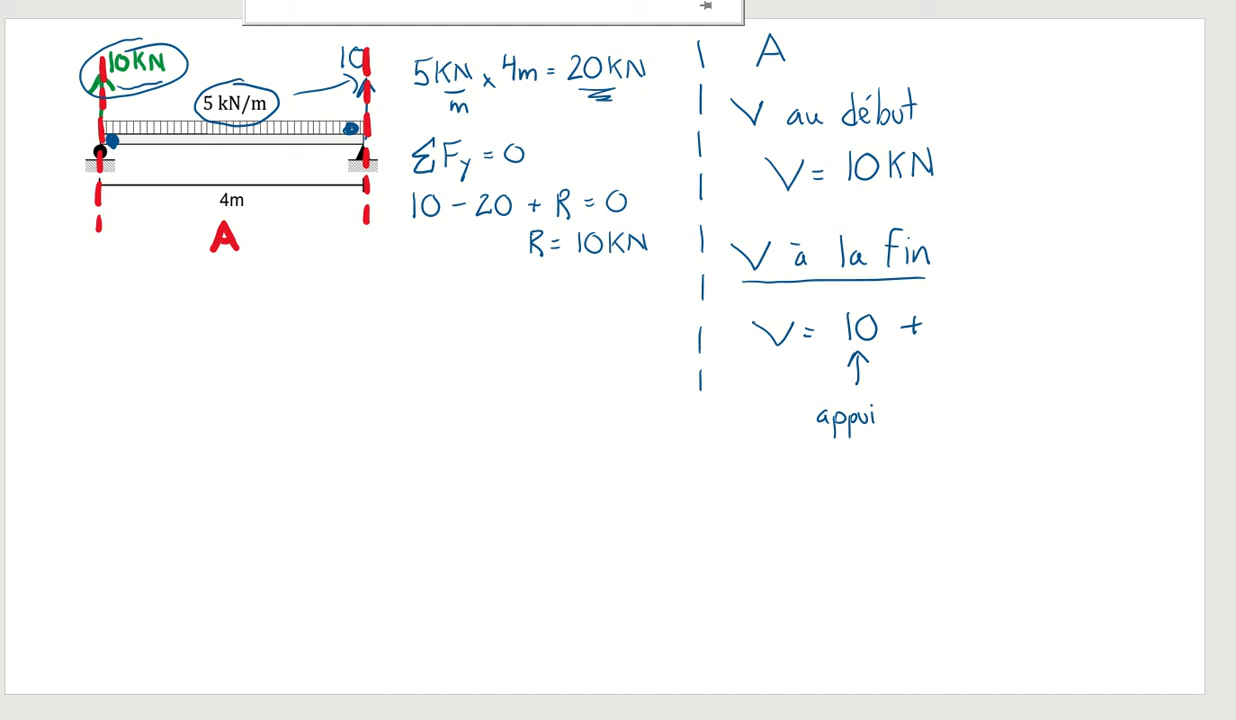 10KN
10
5 kN/m
4m
A
5KN/m x 4m = 20KN
ΣFy = 0
10 - 20 + R = 0
R = 10KN
A
V au début
V = 10KN
V à la fin
V = 10 +
↑
appui